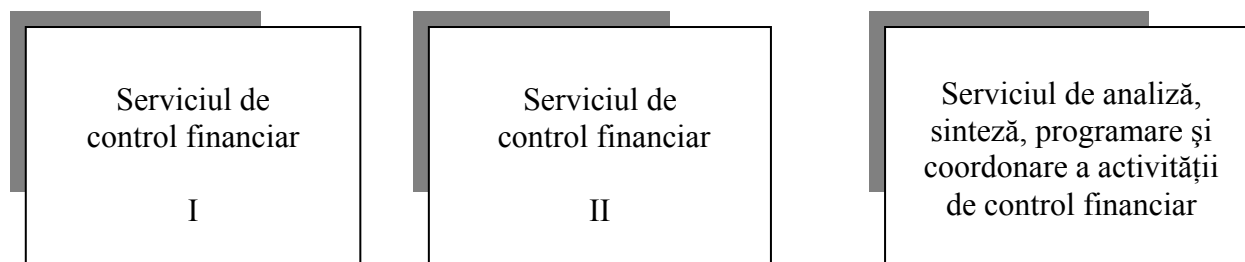 Serviciul de
control financiar
I
Serviciul de
control financiar
II
Serviciul de analiză,
sinteză, programare şi
coordonare a activității
de control financiar